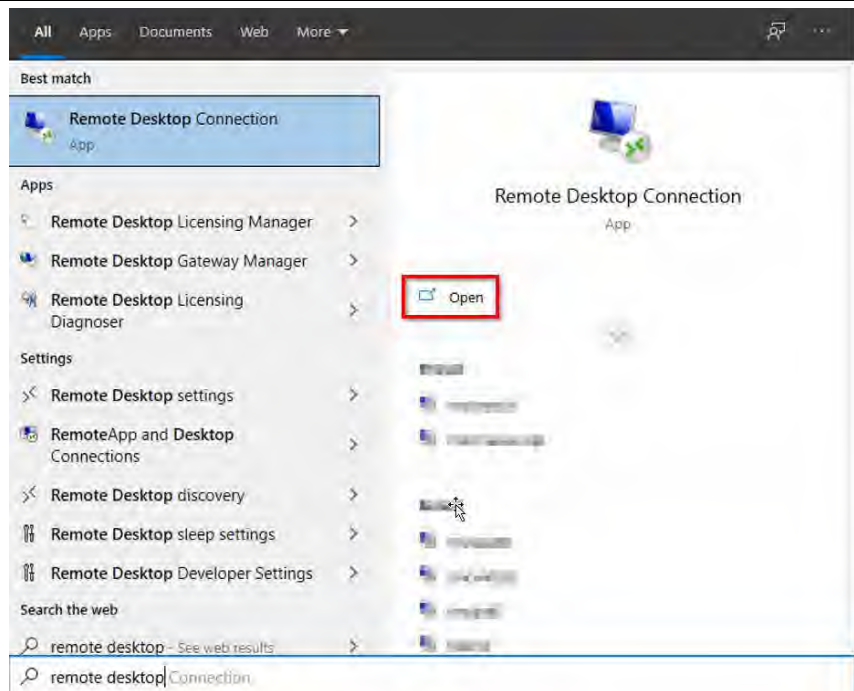 All Apps Documents Web More
Best match
Remote Desktop Connection
App
Apps
Remote Desktop Licensing Manager
Remote Desktop Gateway Manager
Remote Desktop Licensing
Diagnoser
Settings
Remote Desktop settings
RemoteApp and Desktop
Connections
Remote Desktop discovery
Remote Desktop sleep settings
Remote Desktop Developer Settings
Search the web
remote desktop - See web results
remote desktop Connection
Remote Desktop Connection
App
Open